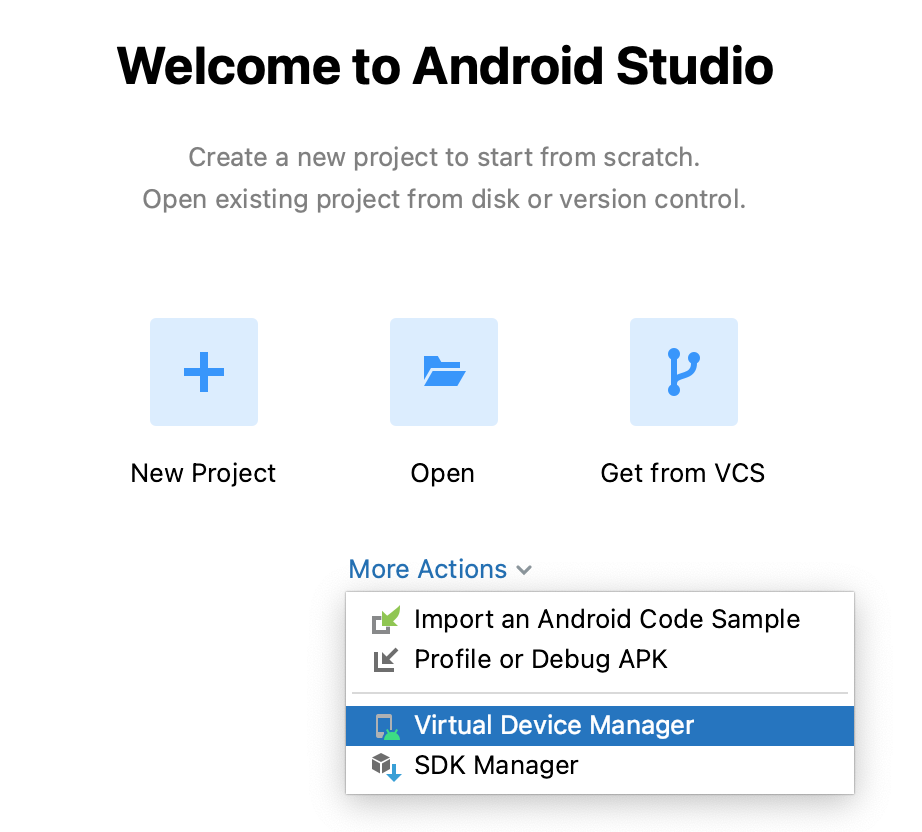 Welcome to Android Studio
Create a new project to start from scratch.
Open existing project from disk or version control.
New Project
Open
Get from VCS
More Actions
Import an Android Code Sample
Profile or Debug APK
Virtual Device Manager
SDK Manager